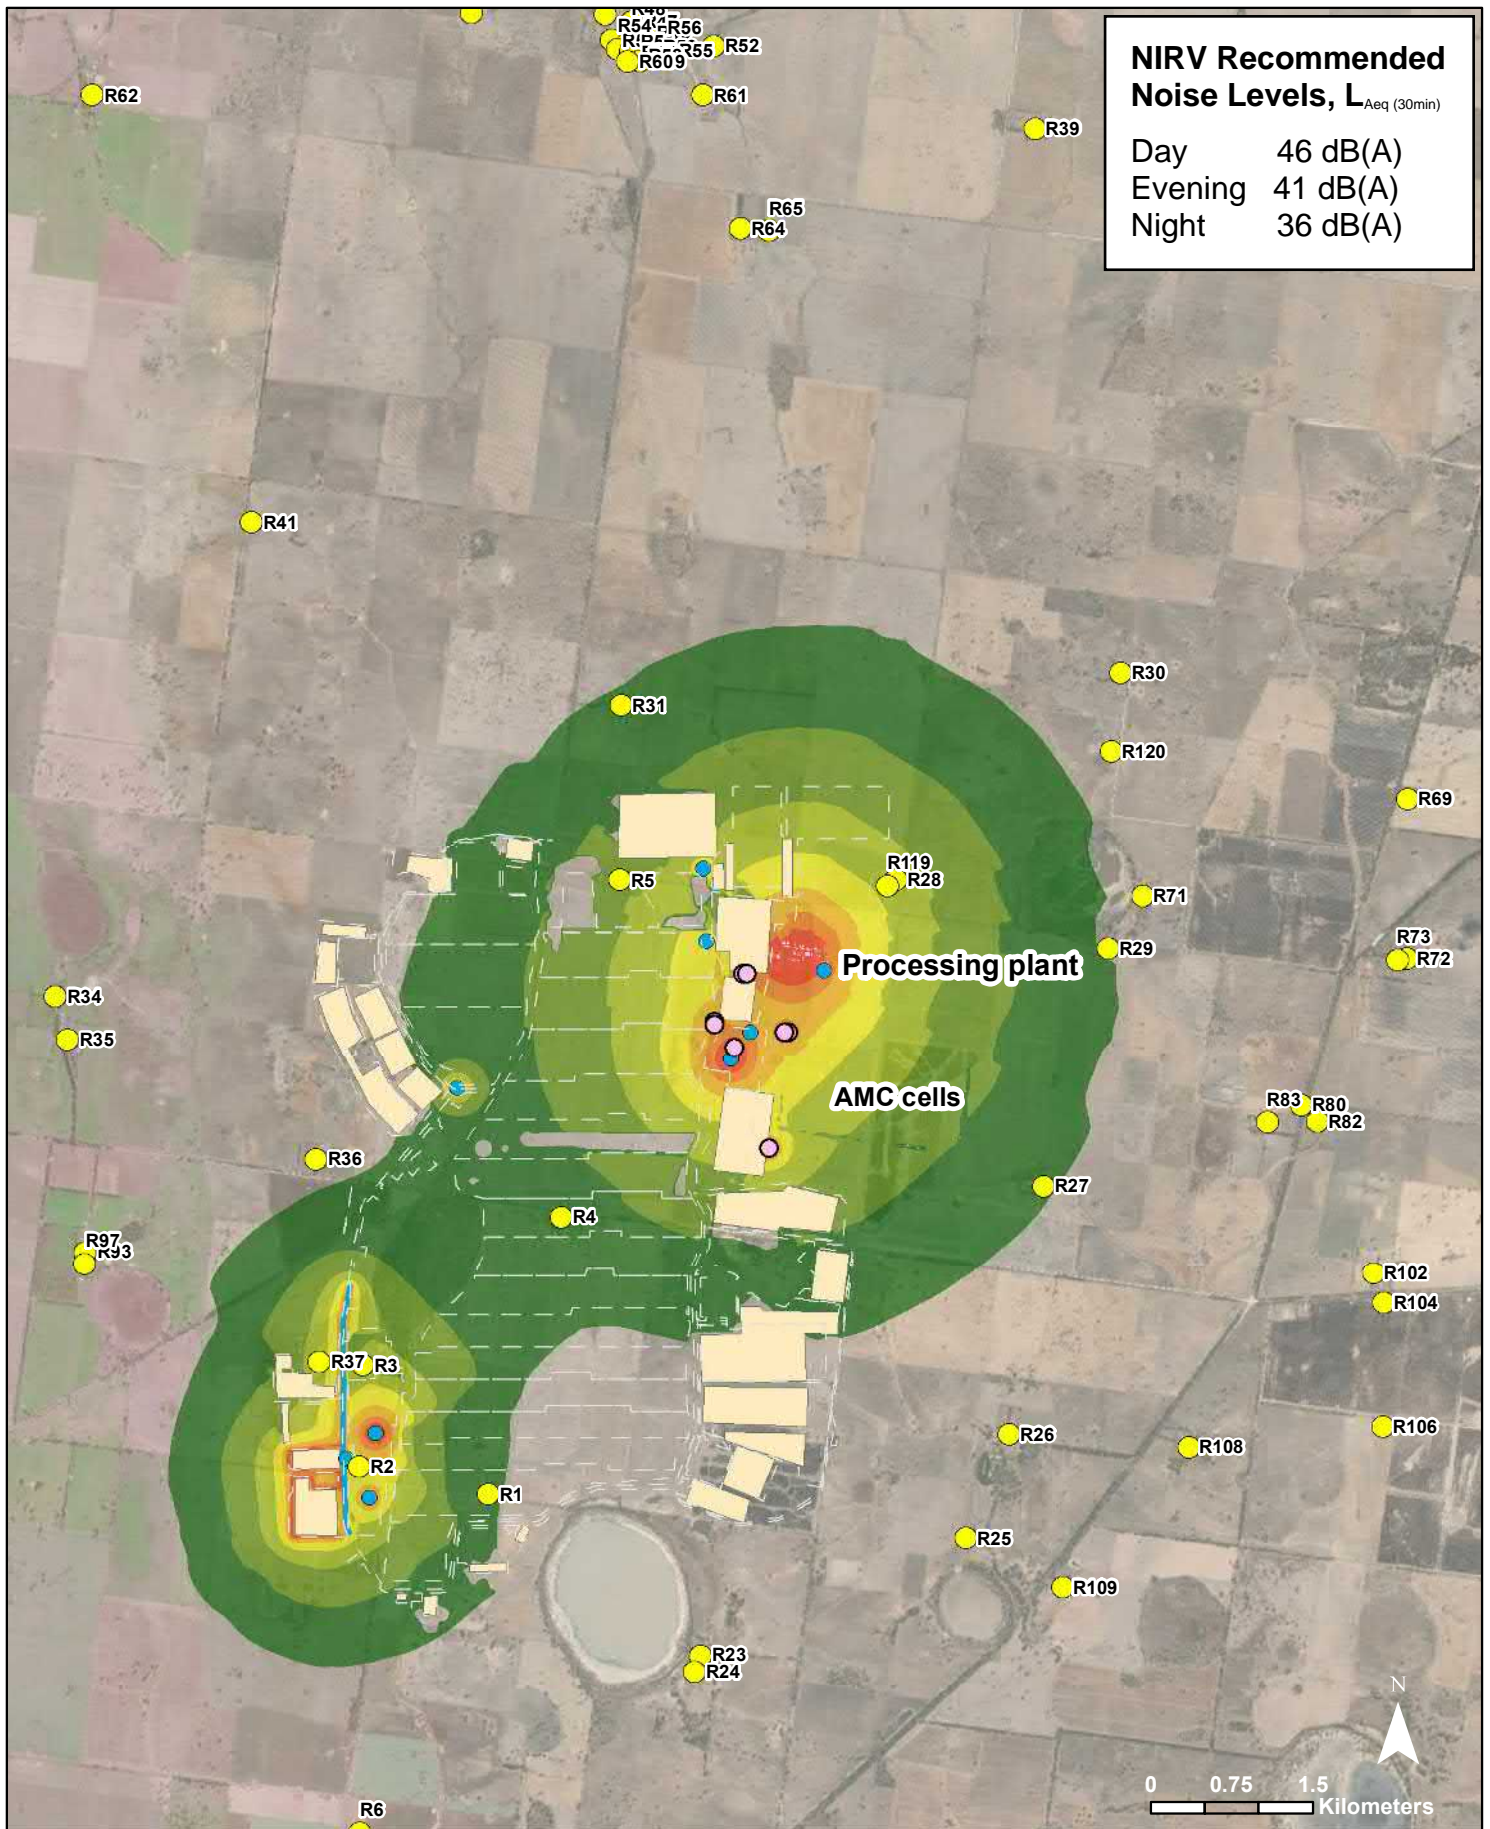 NIRV Recommended
Noise Levels, LAeq (30min)
Day 46 dB(A)
Evening 41 dB(A)
Night 36 dB(A)
R54
R56
R52
R55
R609
R61
R62
R39
R65
R64
R41
R30
R31
R120
R69
R119
R28
R5
R71
R29
R73
R72
Processing plant
R34
R35
AMC cells
R83
R80
R82
R36
R27
R4
R97
R93
R102
R104
R37
R3
R106
R26
R108
R2
R1
R25
R109
R23
R24
N
0 0.75 1.5
Kilometers
R6